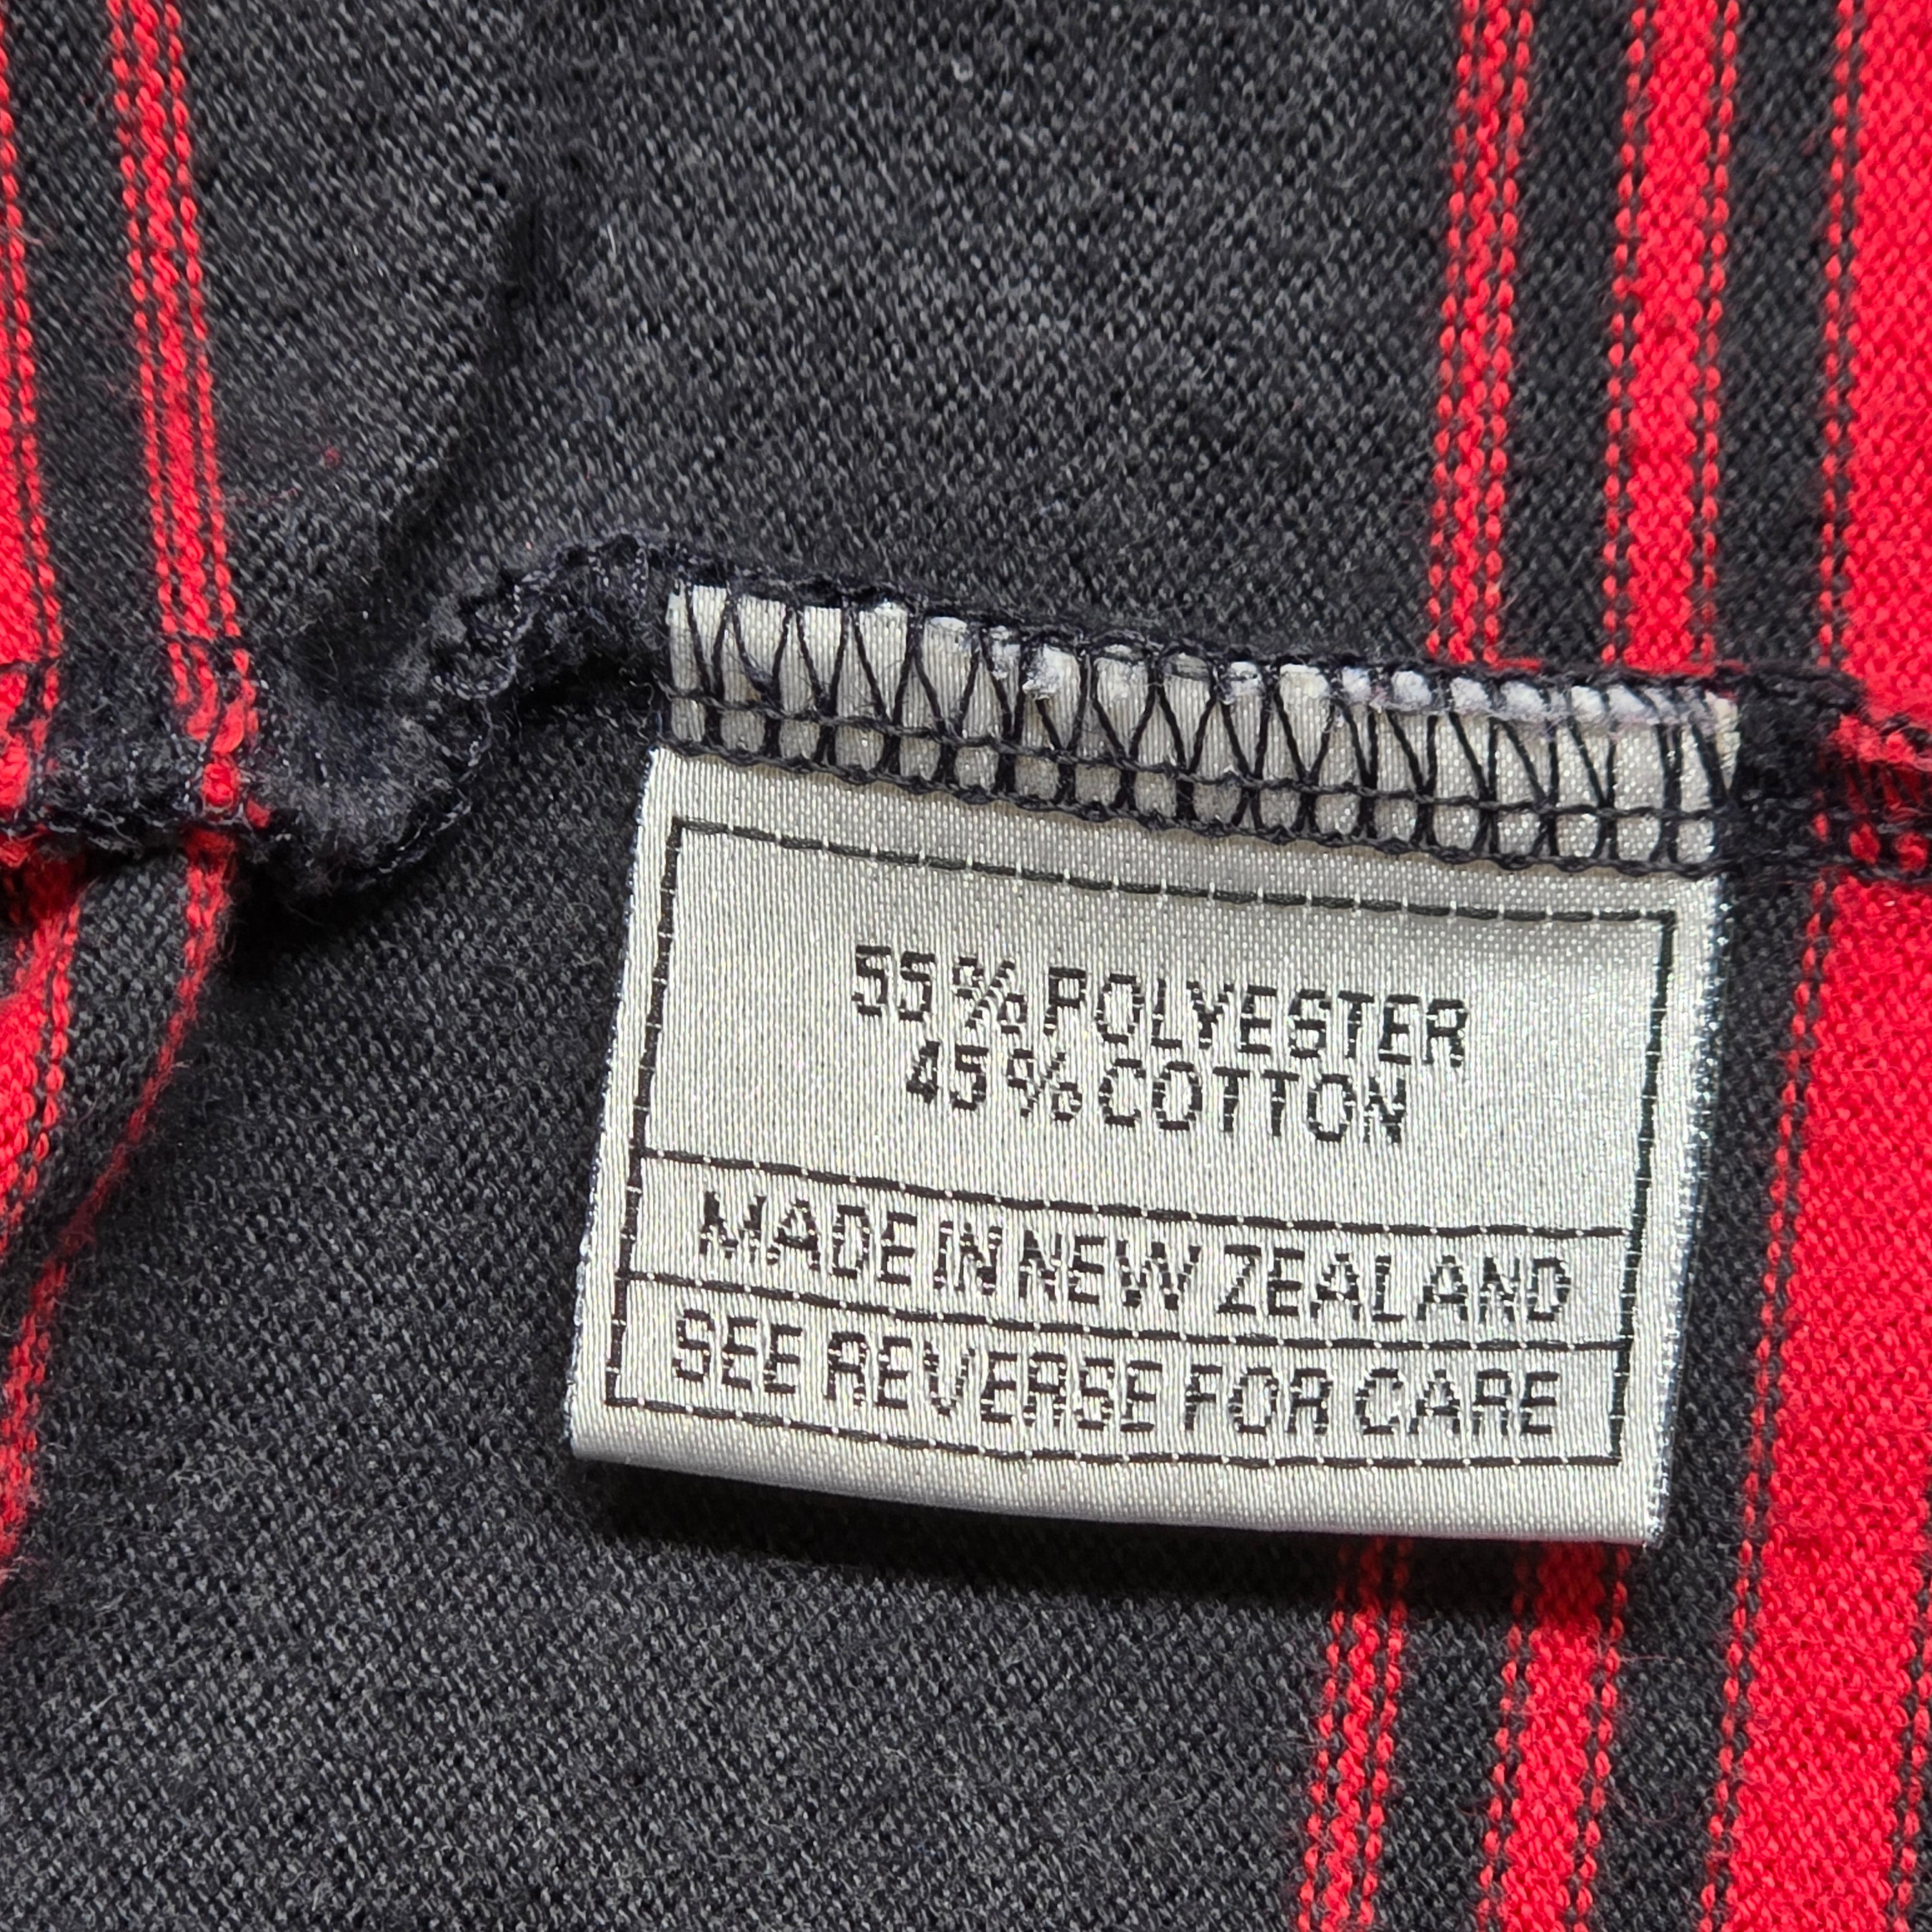 55% POLYESTER
45% COTTON
MADE IN NEW ZEALAND
SEE REVERSE FOR CARE